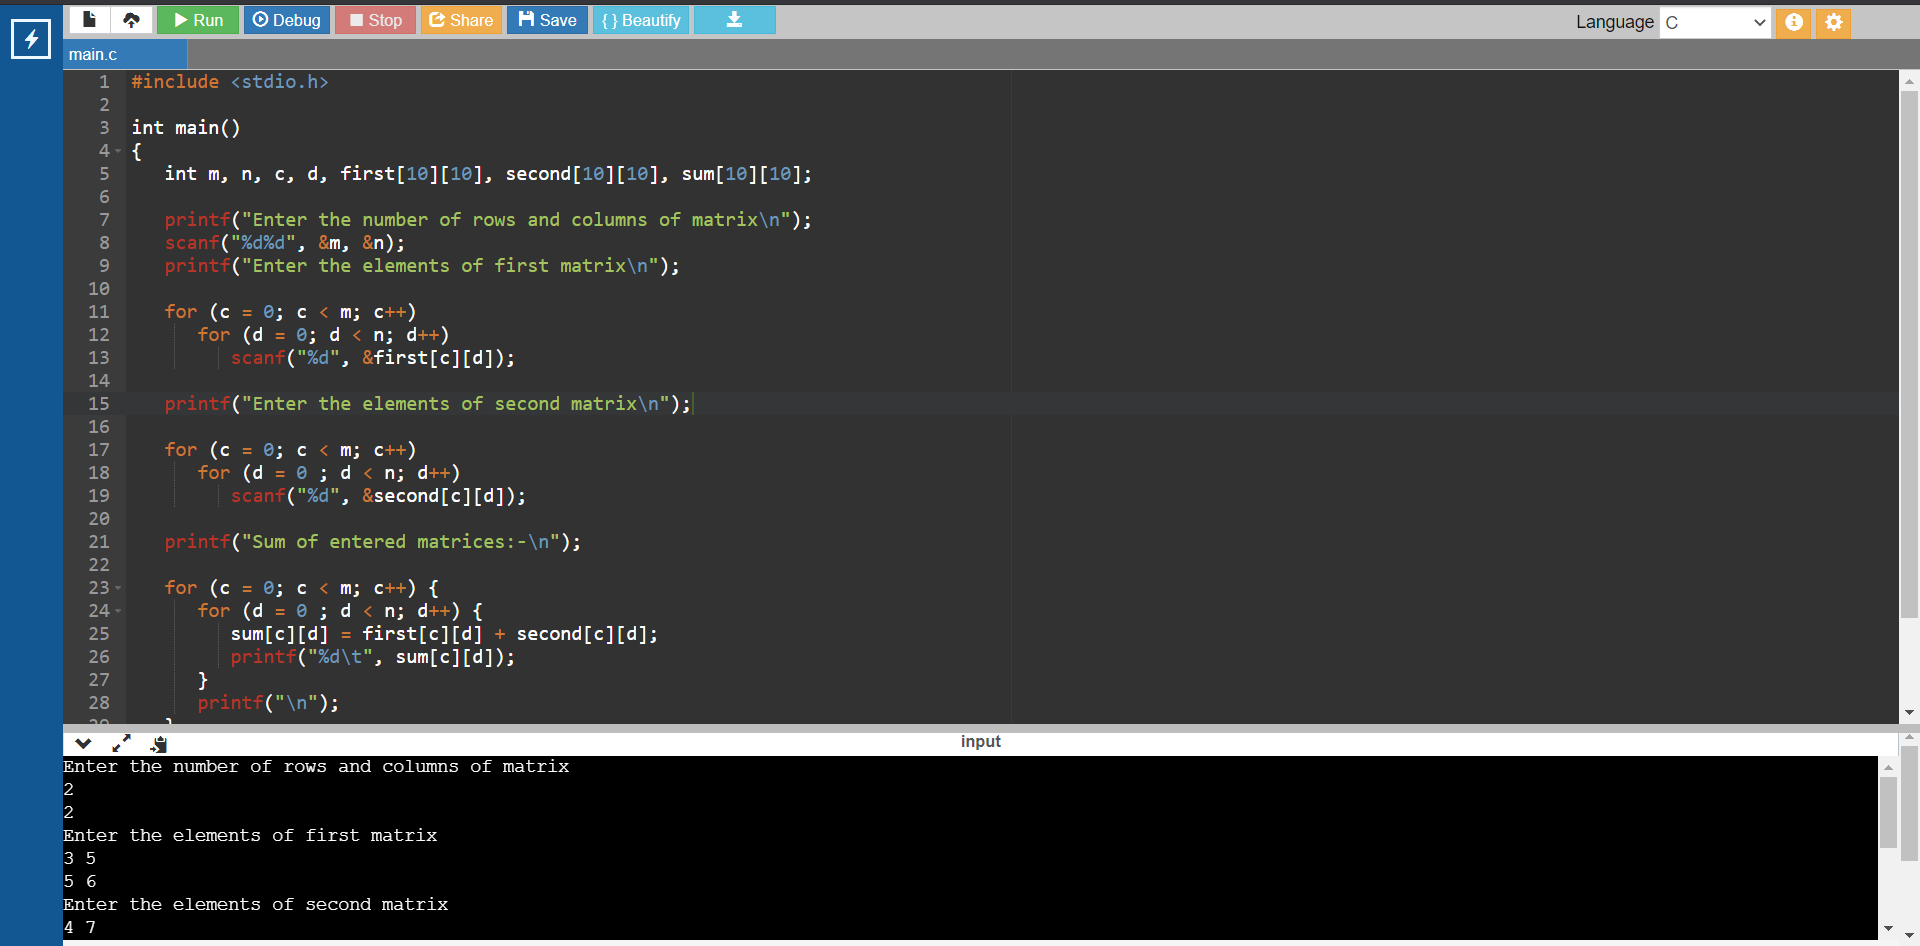 Run Debug Stop Share Save { } Beautify Language C
main.c
1 #include <stdio.h>
2
3 int main()
4 {
5 int m, n, c, d, first[10][10], second[10][10], sum[10][10];
6
7 printf("Enter the number of rows and columns of matrix\n");
8 scanf("%d%d", &m, &n);
9 printf("Enter the elements of first matrix\n");
10
11 for (c = 0; c < m; c++)
12 for (d = 0; d < n; d++)
13 scanf("%d", &first[c][d]);
14
15 printf("Enter the elements of second matrix\n");
16
17 for (c = 0; c < m; c++)
18 for (d = 0 ; d < n; d++)
19 scanf("%d", &second[c][d]);
20
21 printf("Sum of entered matrices:-\n");
22
23 for (c = 0; c < m; c++) {
24 for (d = 0 ; d < n; d++) {
25 sum[c][d] = first[c][d] + second[c][d];
26 printf("%d\t", sum[c][d]);
27 }
28 printf("\n");
input
Enter the number of rows and columns of matrix
2
2
Enter the elements of first matrix
3 5
5 6
Enter the elements of second matrix
4 7